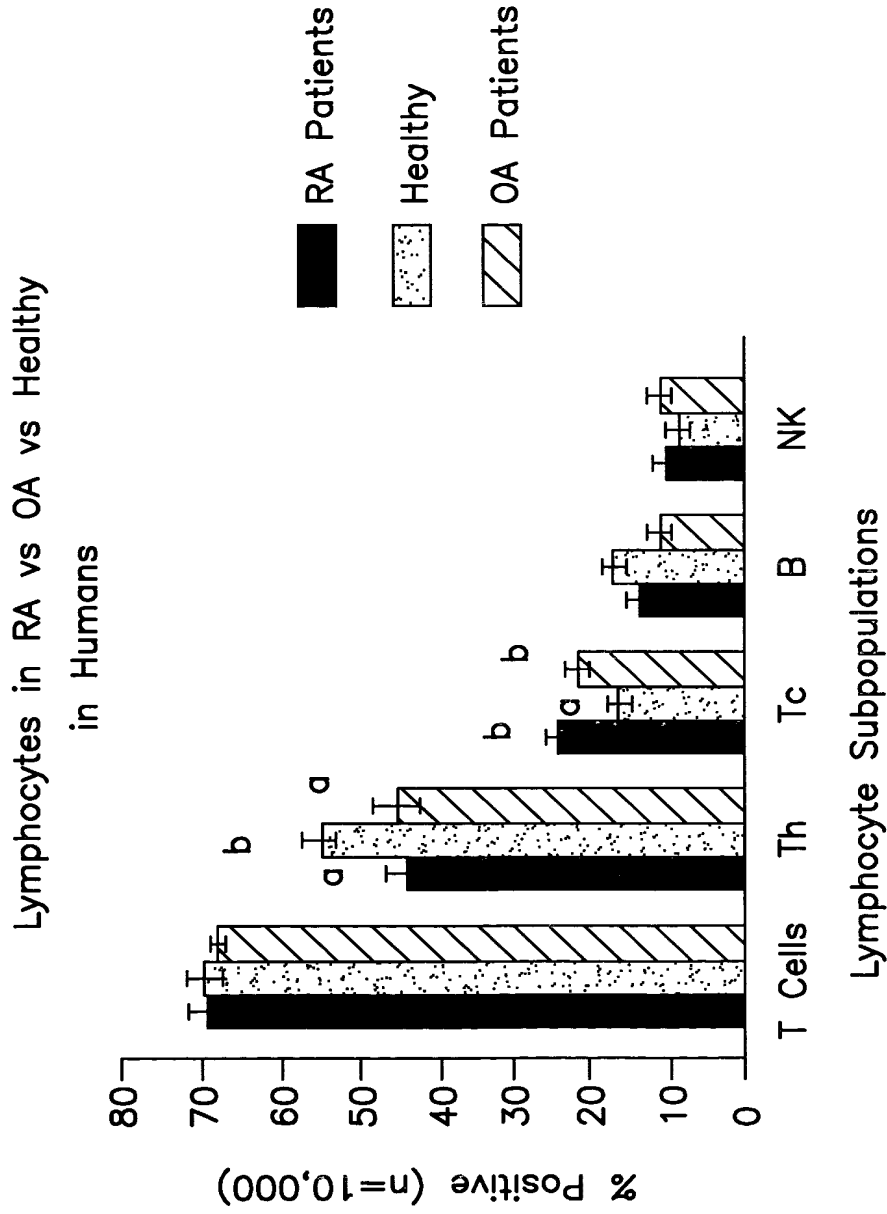 Lymphocytes in RA vs OA vs Healthy
in Humans
RA Patients
Healthy
OA Patients
% Positive (n=10,000)
80
70
60
50
40
30
20
10
0
a
b
a
b
a
b
T Cells
Th
Tc
B
NK
Lymphocyte Subpopulations